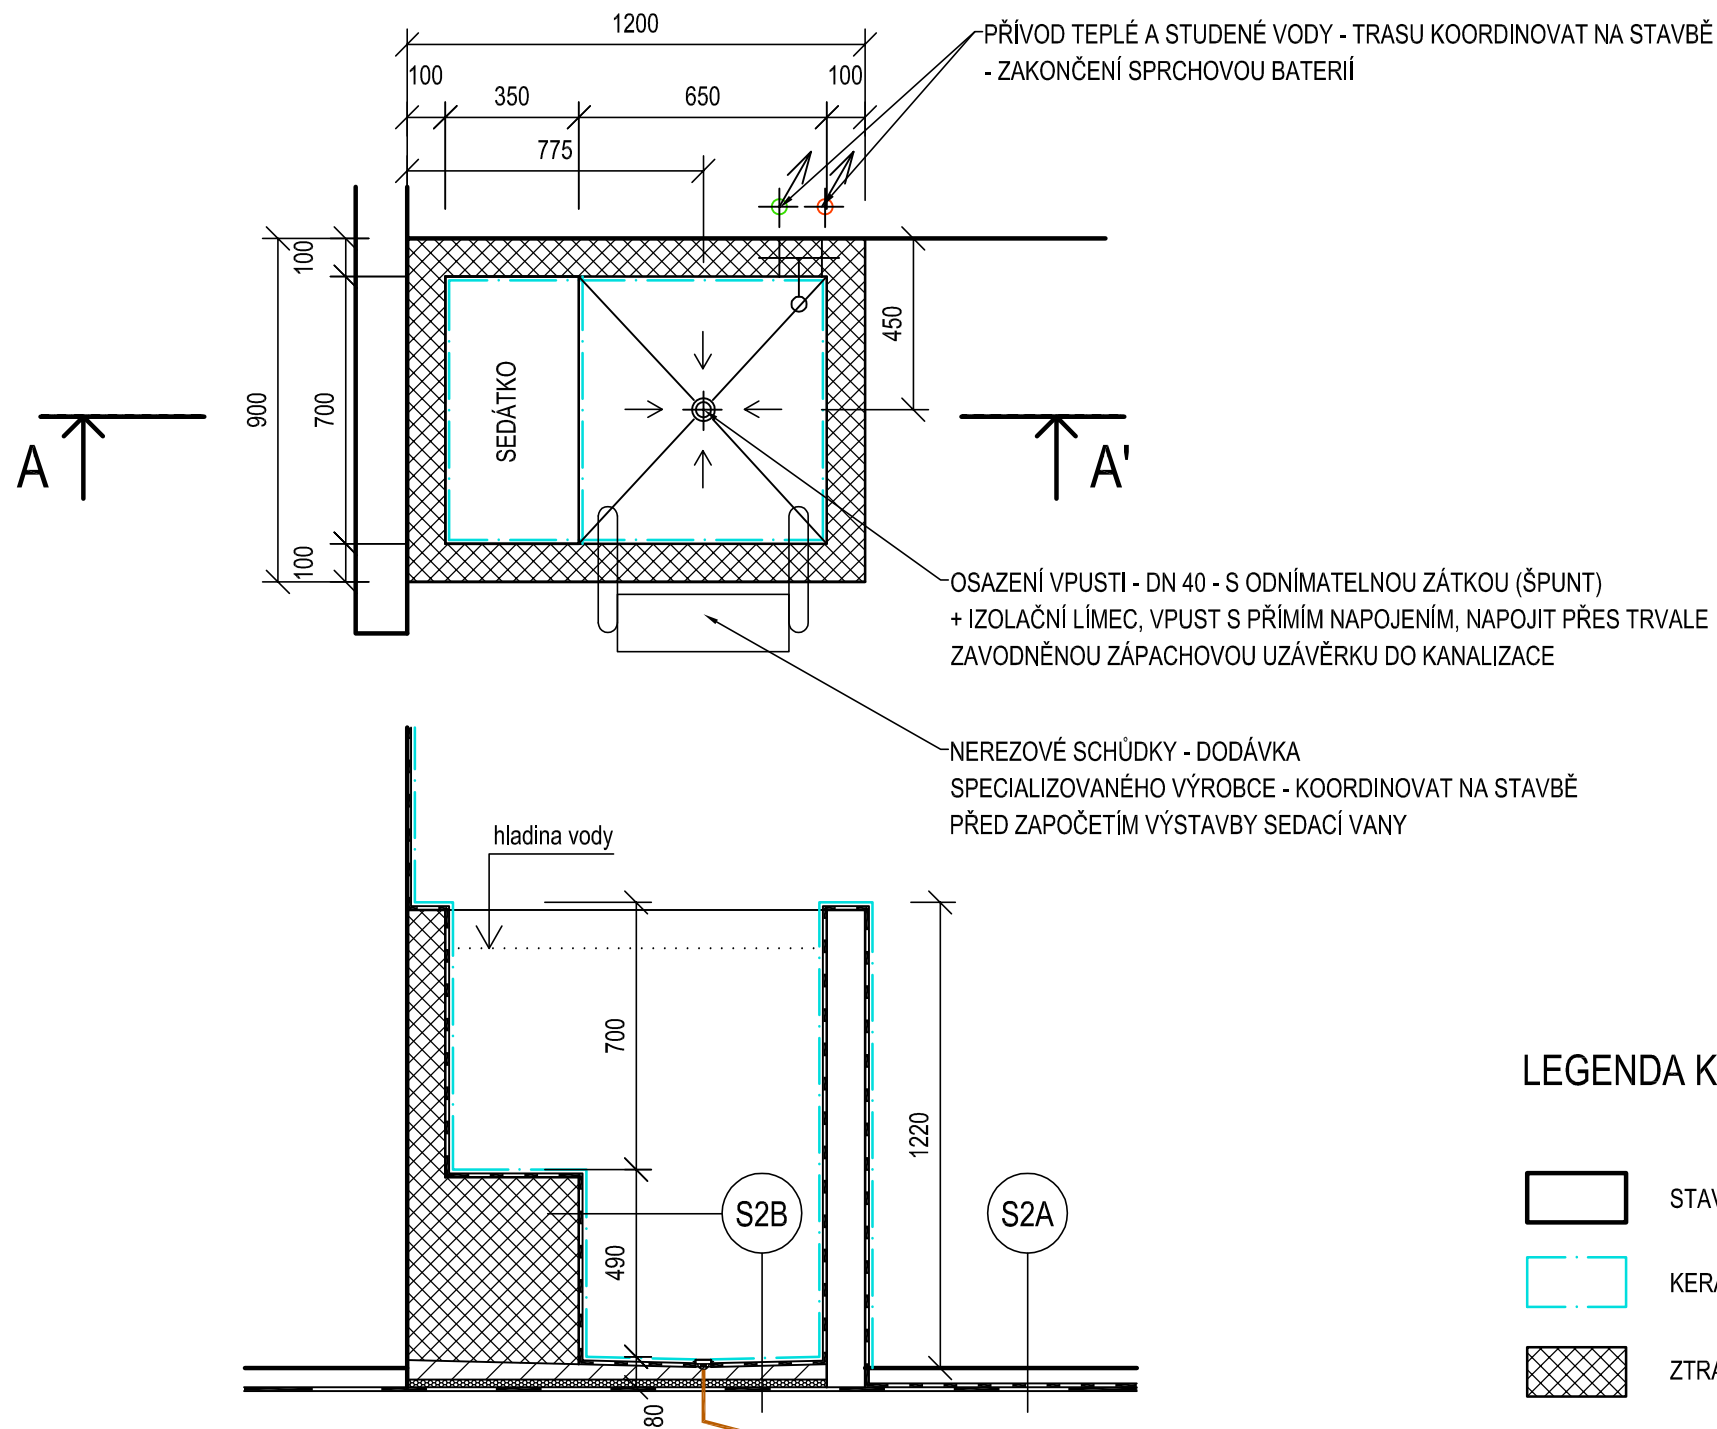 1200
PŘÍVOD TEPLÉ A STUDENÉ VODY - TRASU KOORDINOVAT NA STAVBĚ
- ZAKONČENÍ SPRCHOVOU BATERIÍ
100
350
650
100
775
100
450
900
700
SEDÁTKO
A
A'
100
OSAZENÍ VPUSTI - DN 40 - S ODNÍMATELNOU ZÁTKOU (ŠPUNT)
+ IZOLAČNÍ LÍMEC, VPUST S PŘÍMÍM NAPOJENÍM, NAPOJIT PŘES TRVALE
ZAVODNĚNOU ZÁPACHOVOU UZÁVĚRKU DO KANALIZACE
NEREZOVÉ SCHŮDKY - DODÁVKA
SPECIALIZOVANÉHO VÝROBCE - KOORDINOVAT NA STAVBĚ
PŘED ZAPOČETÍM VÝSTAVBY SEDACÍ VANY
hladina vody
700
1220
LEGENDA K
S2B
S2A
STAV
490
KERA
ZTRA
80